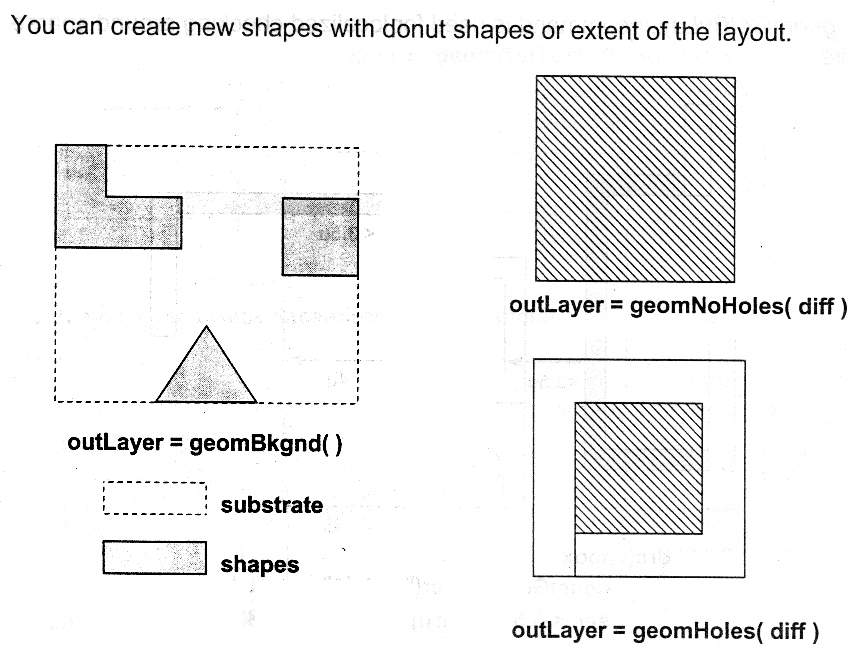 You can create new shapes with donut shapes or extent of the layout.
outLayer = geomBkgnd( )
substrate
shapes
outLayer = geomNoHoles( diff )
outLayer = geomHoles( diff )